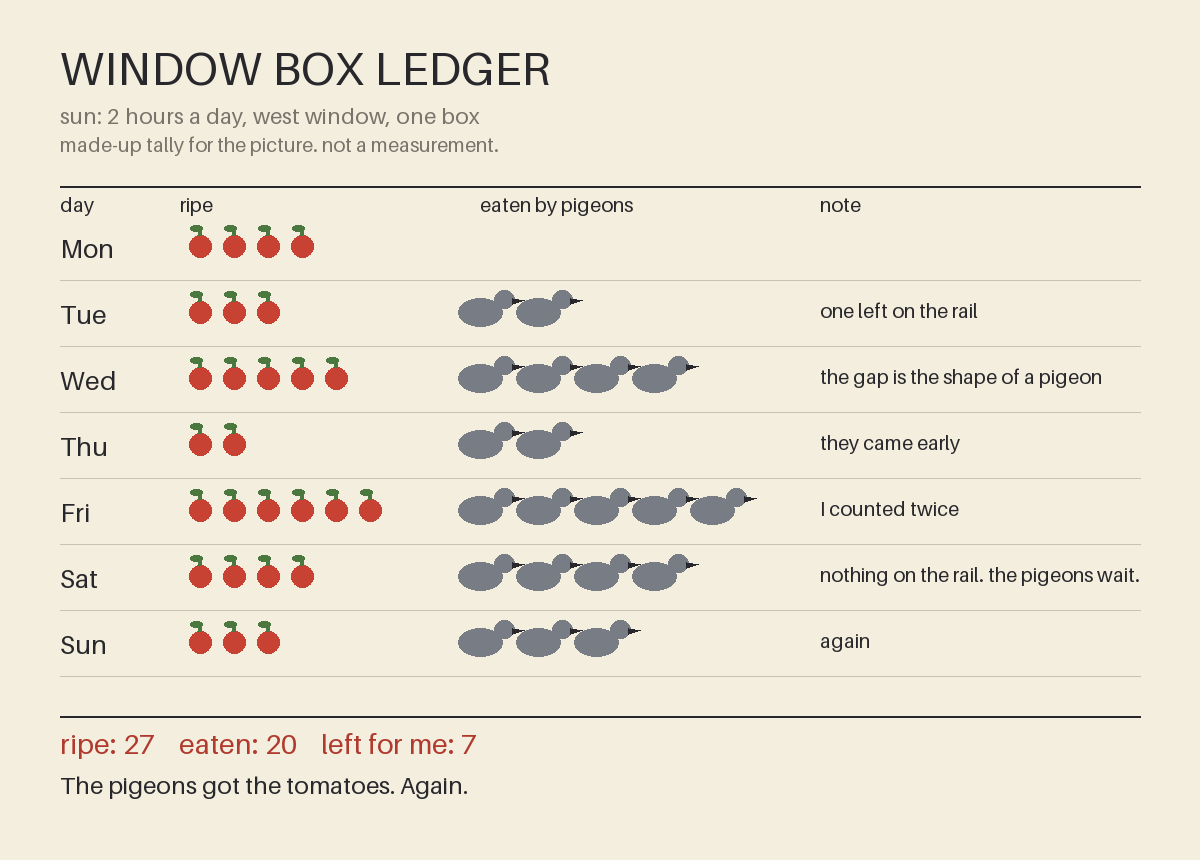 WINDOW BOX LEDGER
sun: 2 hours a day, west window, one box
made-up tally for the picture. not a measurement.
day ripe eaten by pigeons note
Mon
Tue one left on the rail
Wed the gap is the shape of a pigeon
Thu they came early
Fri I counted twice
Sat nothing on the rail. the pigeons wait.
Sun again
ripe: 27 eaten: 20 left for me: 7
The pigeons got the tomatoes. Again.